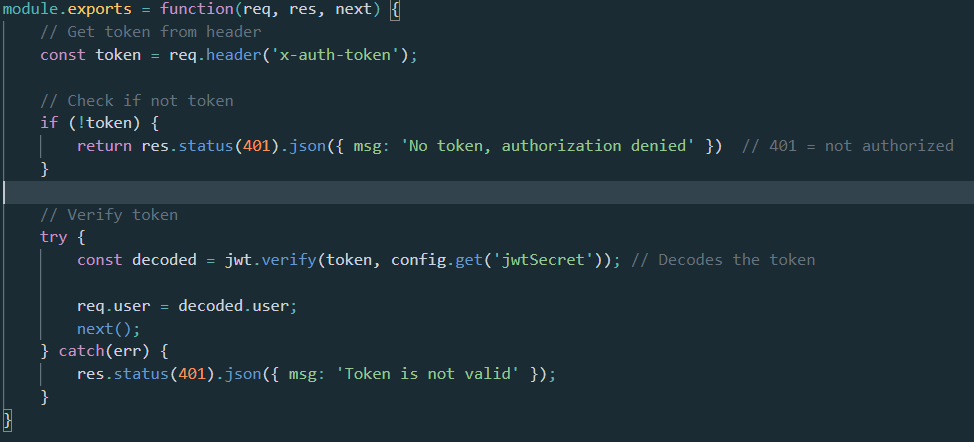 module.exports = function(req, res, next) {
    // Get token from header
    const token = req.header('x-auth-token');

    // Check if not token
    if (!token) {
        return res.status(401).json({ msg: 'No token, authorization denied' })  // 401 = not authorized
    }

    // Verify token
    try {
        const decoded = jwt.verify(token, config.get('jwtSecret')); // Decodes the token

        req.user = decoded.user;
        next();
    } catch(err) {
        res.status(401).json({ msg: 'Token is not valid' });
    }
}